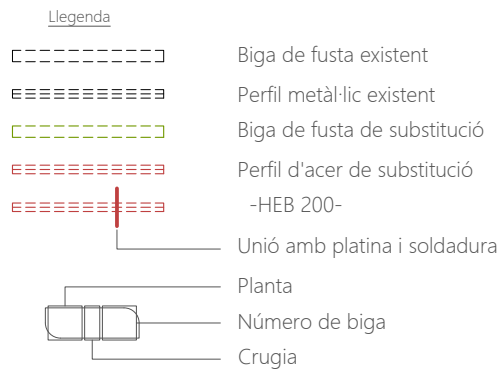 Llegenda
Biga de fusta existent
Perfil metàl·lic existent
Biga de fusta de substitució
Perfil d'acer de substitució
-HEB 200-
Unió amb platina i soldadura
Planta
Número de biga
Crugia